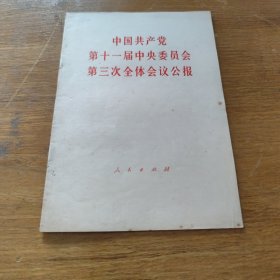 中国共产党
第十一届中央委员会
第三次全体会议公报
人民出版社